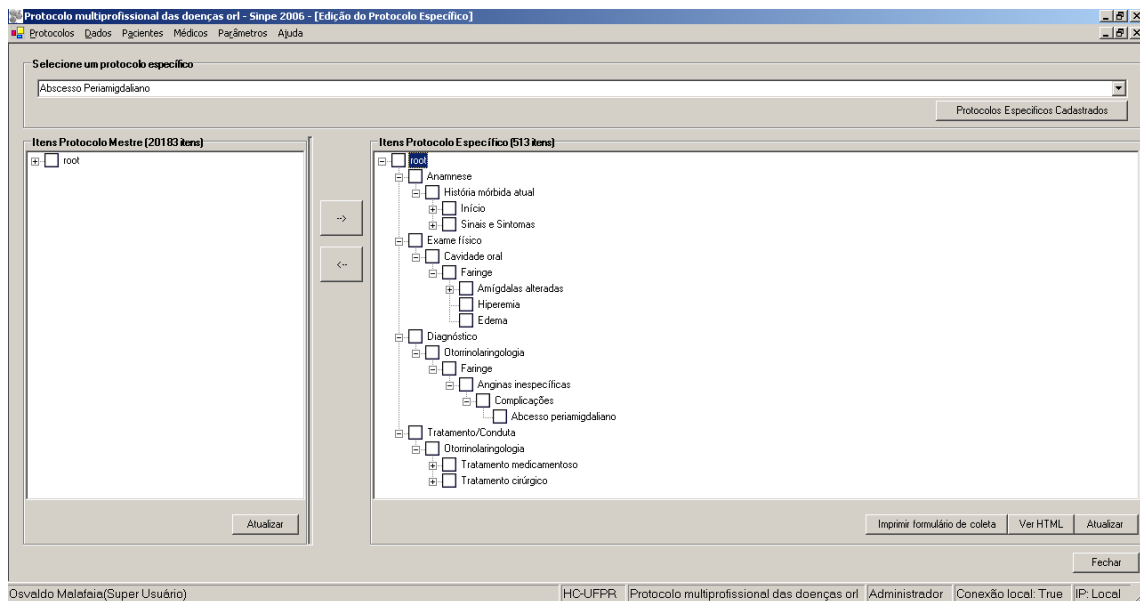 Protocolo multiprofissional das doenças orl - Sinpe 2006 - [Edição do Protocolo Específico]
Protocolos Dados Pacientes Médicos Parâmetros Ajuda
Selecione um protocolo específico
Abscesso Periamigdaliano
Protocolos Especificos Cadastrados
Itens Protocolo Mestre (20183 itens)
root
Atualizar
-->
<--
Itens Protocolo Específico (513 itens)
root
Anamnese
História mórbida atual
Início
Sinais e Sintomas
Exame físico
Cavidade oral
Faringe
Amígdalas alteradas
Hiperemia
Edema
Diagnóstico
Otorrinolaringologia
Faringe
Anginas inespecíficas
Complicações
Abcesso periamigdaliano
Tratamento/Conduta
Otorrinolaringologia
Tratamento medicamentoso
Tratamento cirúrgico
Imprimir formulário de coleta Ver HTML Atualizar
Fechar
Osvaldo Malafaia(Super Usuário) HC-UFPR Protocolo multiprofissional das doenças orl Administrador Conexão local: True IP: Local